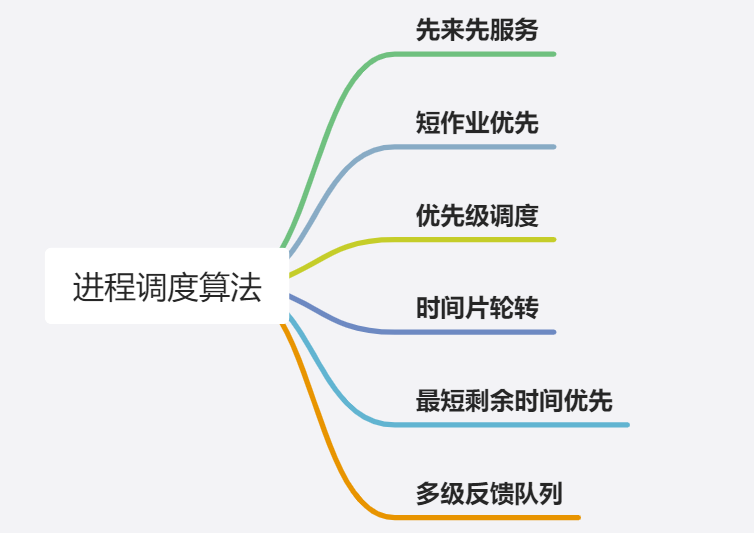 先来先服务
短作业优先
优先级调度
进程调度算法
时间片轮转
最短剩余时间优先
多级反馈队列